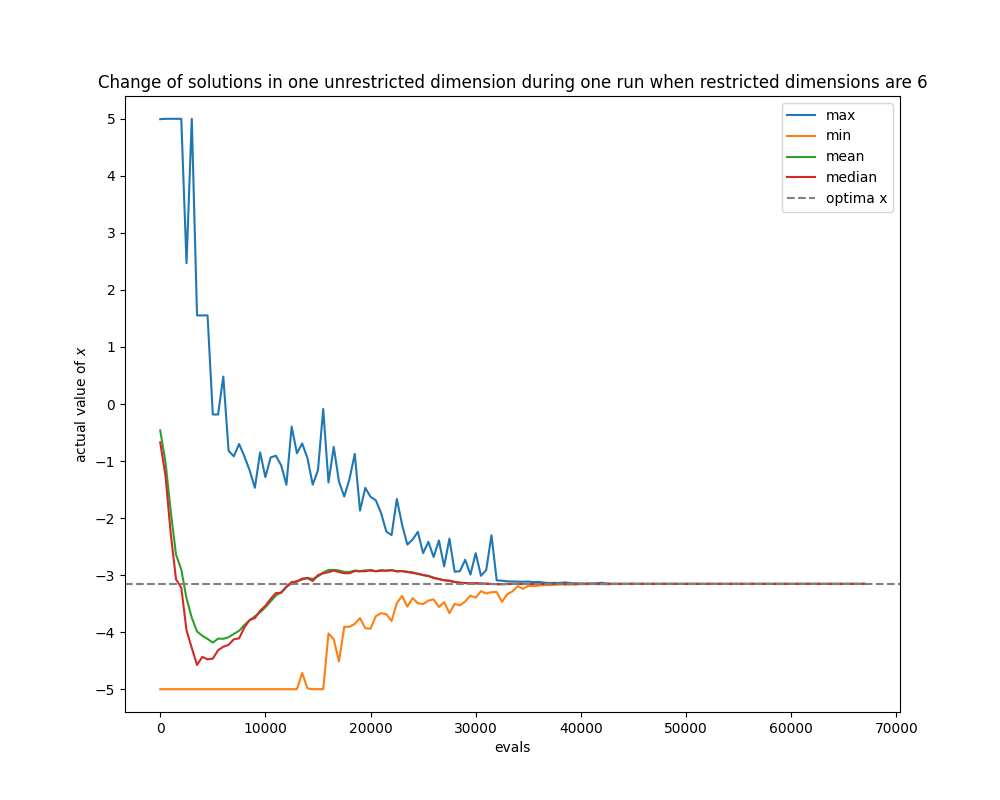 Change of solutions in one unrestricted dimension during one run when restricted dimensions are 6
max
min
mean
median
optima x
5
4
3
2
1
0
−1
−2
−3
−4
−5
actual value of x
0 10000 20000 30000 40000 50000 60000 70000
evals